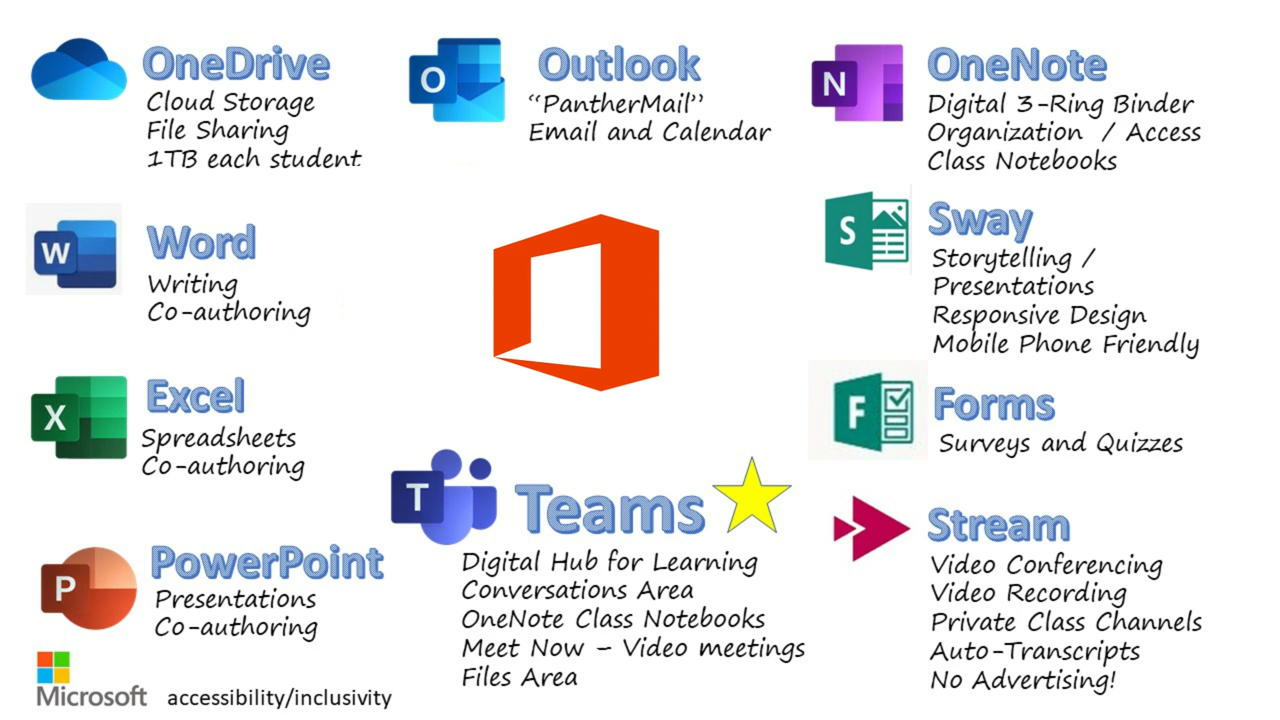 OneDrive
Cloud Storage
File Sharing
1TB each student
O
Outlook
“PantherMail”
Email and Calendar
N
OneNote
Digital 3-Ring Binder
Organization / Access
Class Notebooks
W
Word
Writing
Co-authoring
S
Sway
Storytelling /
Presentations
Responsive Design
Mobile Phone Friendly
X
Excel
Spreadsheets
Co-authoring
F
Forms
Surveys and Quizzes
T
Teams
Digital Hub for Learning
Conversations Area
OneNote Class Notebooks
Meet Now – Video meetings
Files Area
Stream
Video Conferencing
Video Recording
Private Class Channels
Auto-Transcripts
No Advertising!
P
PowerPoint
Presentations
Co-authoring
Microsoft accessibility/inclusivity